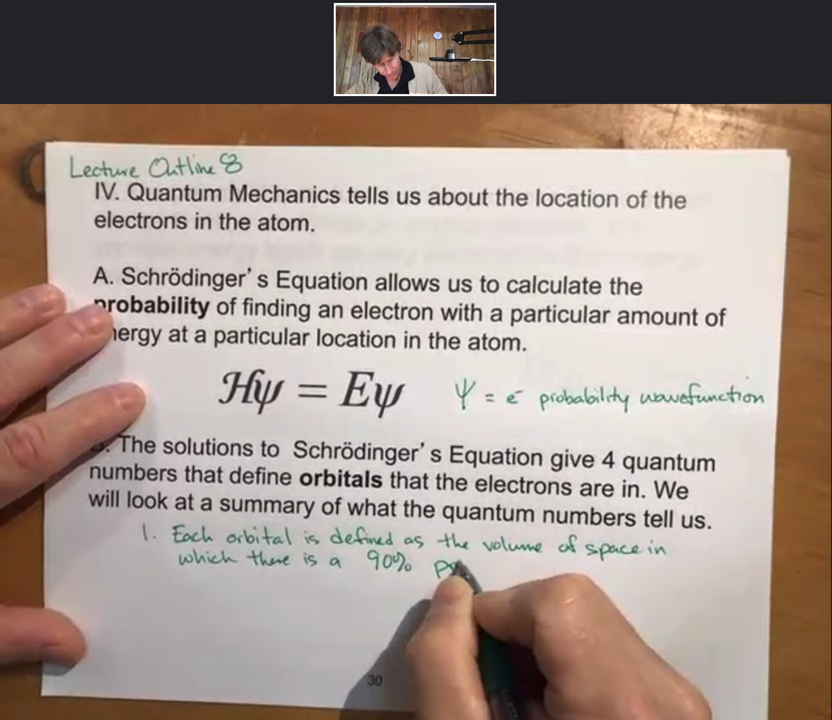 Lecture Outline 8
IV. Quantum Mechanics tells us about the location of the
electrons in the atom.
A. Schrödinger's Equation allows us to calculate the
probability of finding an electron with a particular amount of
energy at a particular location in the atom.
Hψ = Eψ ψ = e⁻ probability wavefunction
B. The solutions to Schrödinger's Equation give 4 quantum
numbers that define orbitals that the electrons are in. We
will look at a summary of what the quantum numbers tell us.
1. Each orbital is defined as the volume of space in
which there is a 90%
30